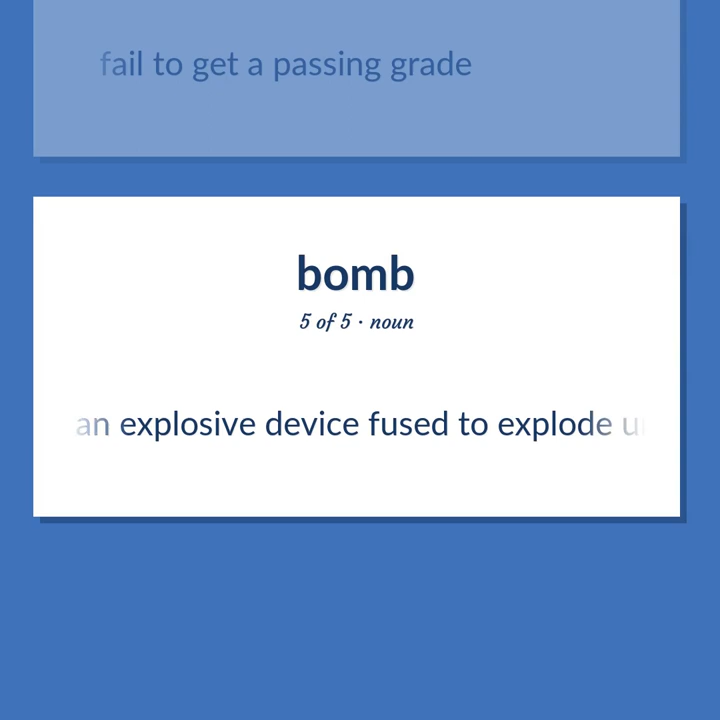 fail to get a passing grade
bomb
5 of 5 · noun
an explosive device fused to explode